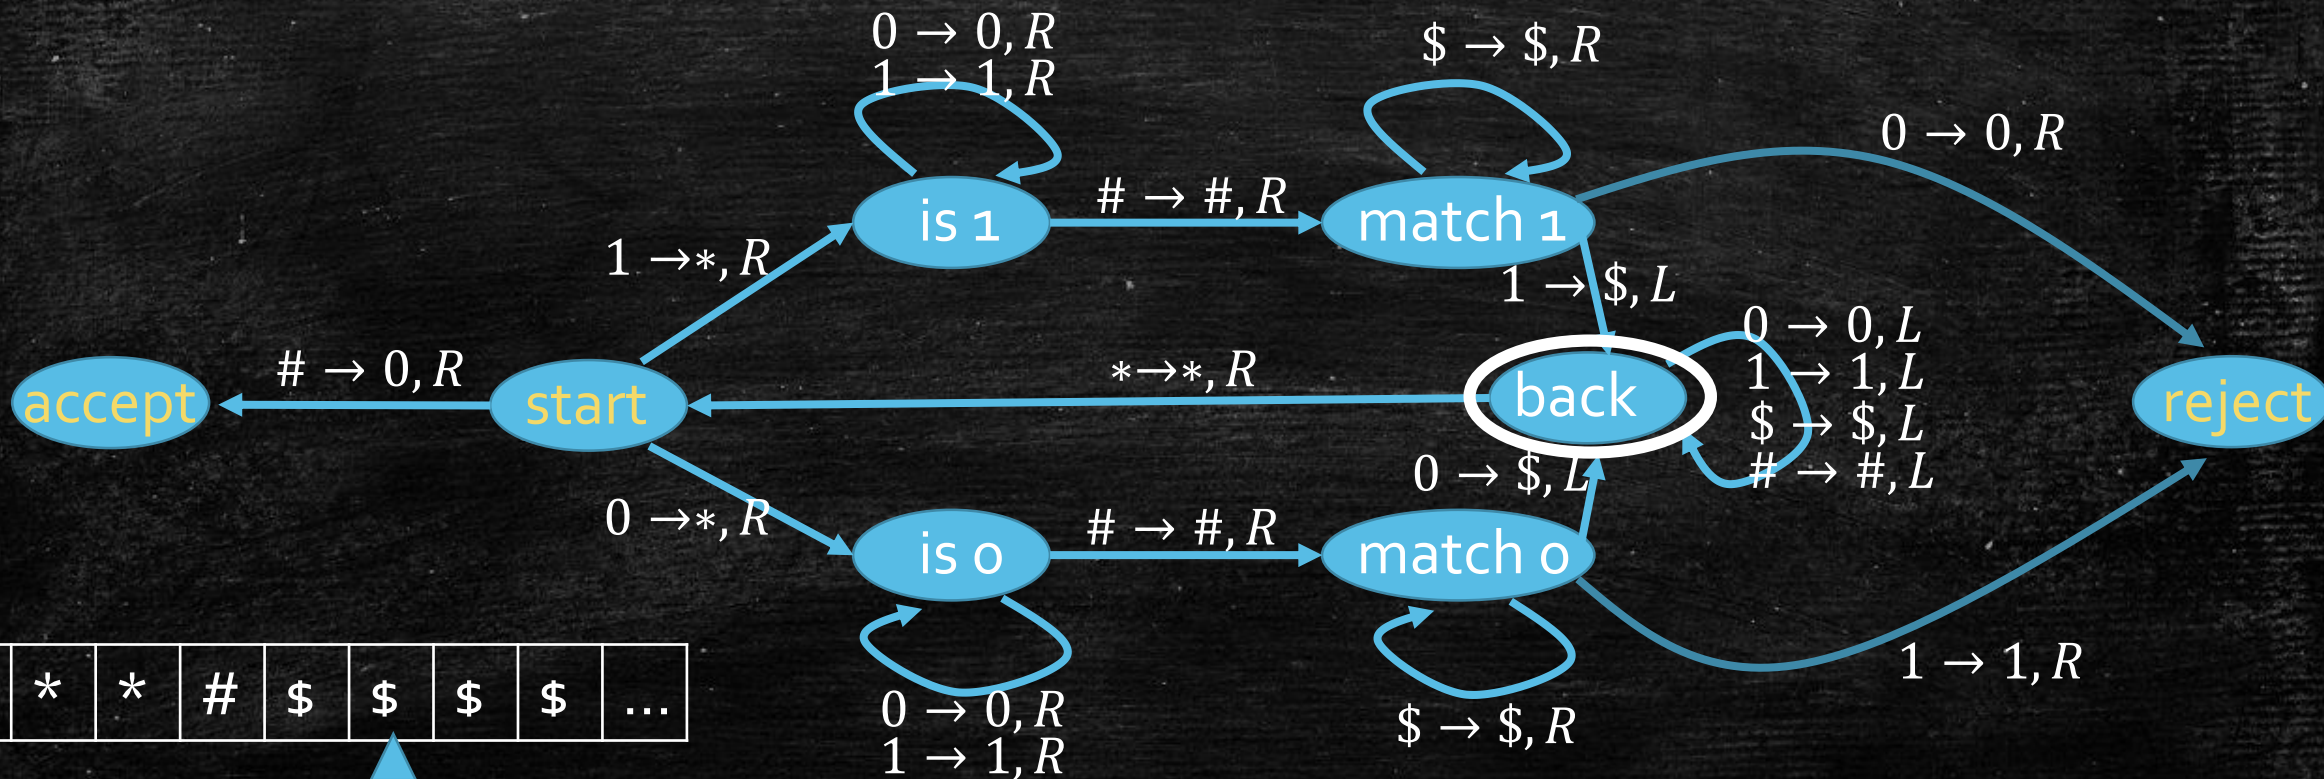 0 → 0, R
1 → 1, R
$ → $, R
0 → 0, R
is 1
# → #, R
match 1
1 →*, R
1 → $, L
accept
# → 0, R
start
*→*, R
back
0 → 0, L
1 → 1, L
$ → $, L
# → #, L
reject
0 → $, L
0 →*, R
is 0
# → #, R
match 0
1 → 1, R
* * # $ $ $ $ ...
0 → 0, R
1 → 1, R
$ → $, R